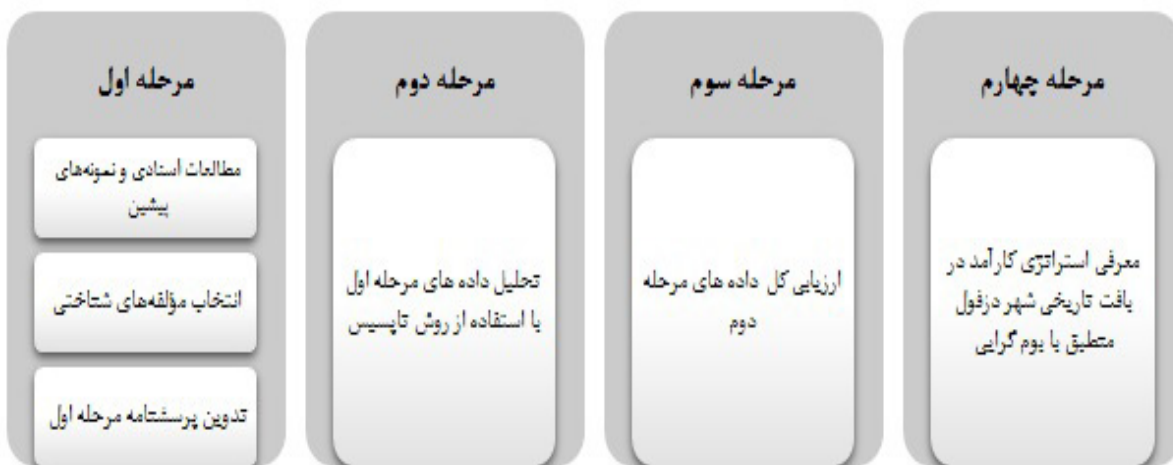 مرحله اول
مطالعات اسنادی و نمونه‌های
پیشین
انتخاب مؤلفه‌های شناختی
تدوین پرسشنامه مرحله اول
مرحله دوم
تحلیل داده های مرحله اول
با استفاده از روش تاپسیس
مرحله سوم
ارزیابی کل داده های مرحله
دوم
مرحله چهارم
معرفی استراتژی کارآمد در
بافت تاریخی شهر دزفول
منطبق با بوم گرایی